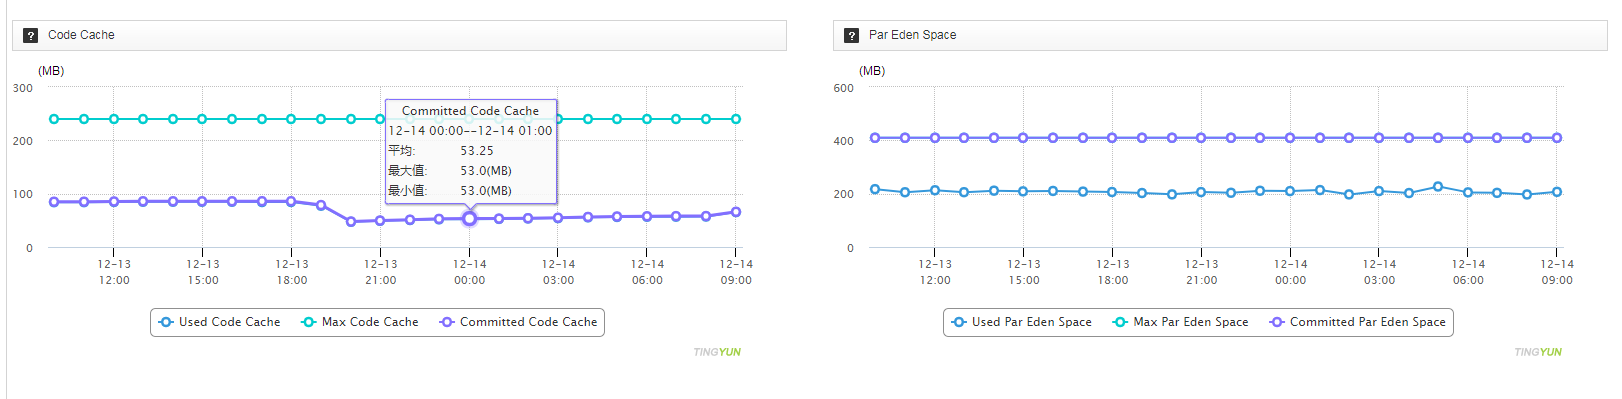 ? Code Cache
(MB)
300
200
100
0
Committed Code Cache
12-14 00:00--12-14 01:00
平均: 53.25
最大值: 53.0(MB)
最小值: 53.0(MB)
12-13 12-13 12-13 12-13 12-14 12-14 12-14 12-14
12:00 15:00 18:00 21:00 00:00 03:00 06:00 09:00
Used Code Cache Max Code Cache Committed Code Cache
TINGYUN
? Par Eden Space
(MB)
600
400
200
0
12-13 12-13 12-13 12-13 12-14 12-14 12-14 12-14
12:00 15:00 18:00 21:00 00:00 03:00 06:00 09:00
Used Par Eden Space Max Par Eden Space Committed Par Eden Space
TINGYUN